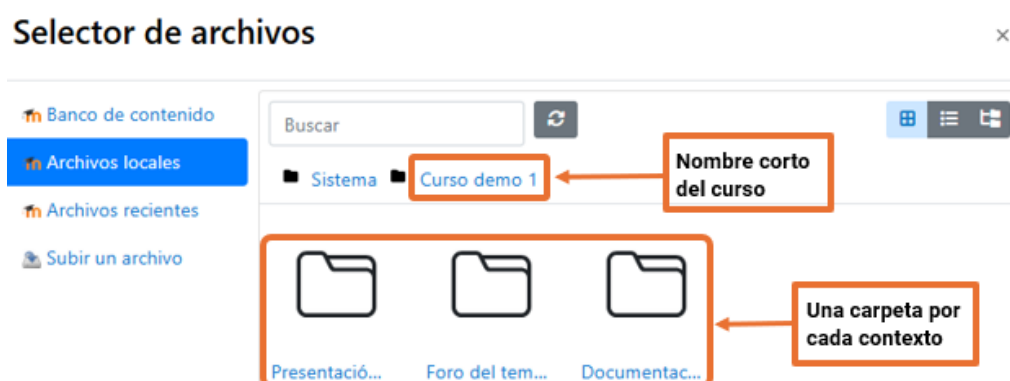 Selector de archivos
×
Banco de contenido
Archivos locales
Archivos recientes
Subir un archivo
Buscar
Sistema Curso demo 1
Nombre corto
del curso
Presentació... Foro del tem... Documentac...
Una carpeta por
cada contexto